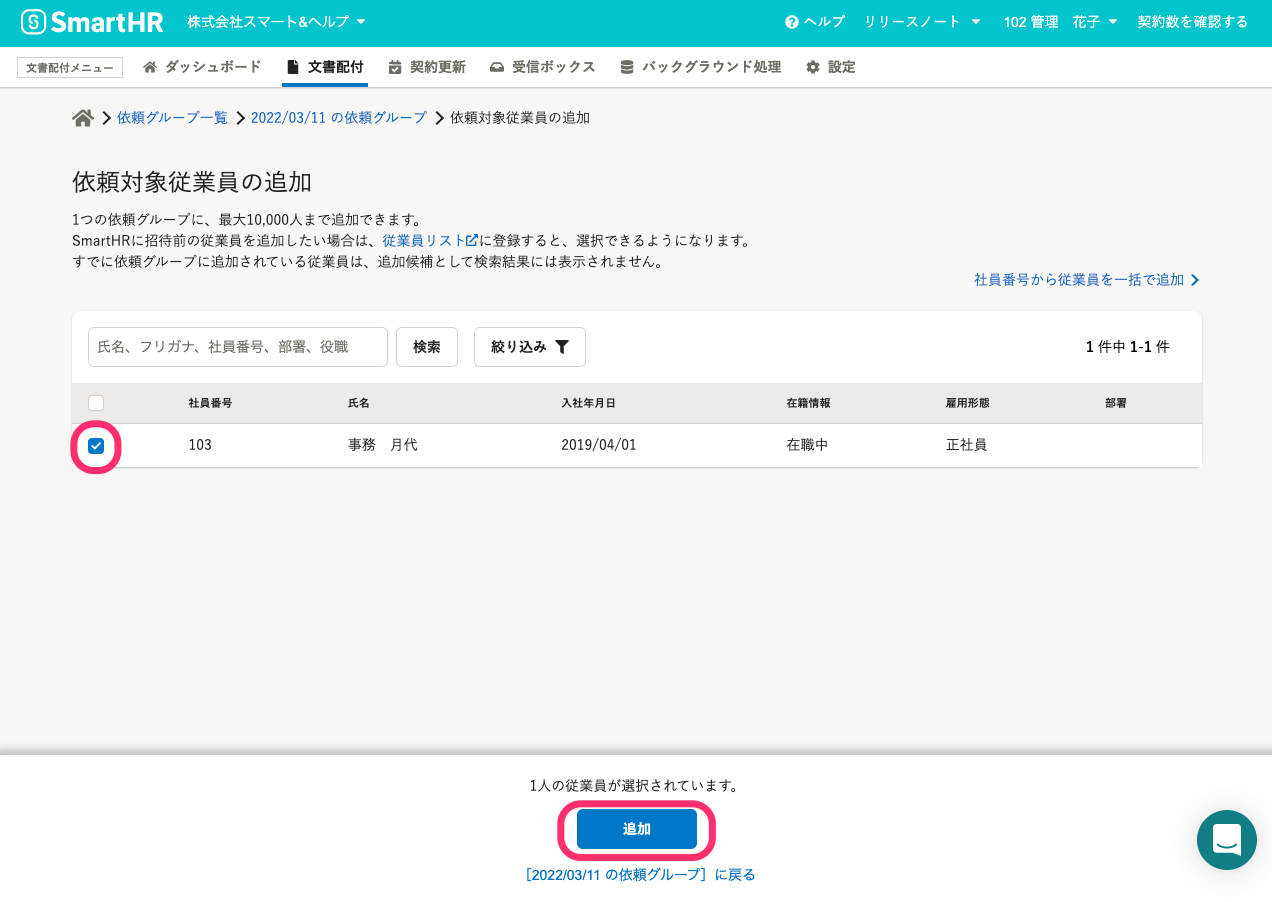 SmartHR 株式会社スマート&ヘルプ ヘルプ リリースノート 102 管理 花子 契約数を確認する
文書配付メニュー ダッシュボード 文書配付 契約更新 受信ボックス バックグラウンド処理 設定
依頼グループ一覧 2022/03/11 の依頼グループ 依頼対象従業員の追加
依頼対象従業員の追加
1つの依頼グループに、最大10,000人まで追加できます。
SmartHRに招待前の従業員を追加したい場合は、従業員リストに登録すると、選択できるようになります。
すでに依頼グループに追加されている従業員は、追加候補として検索結果には表示されません。
社員番号から従業員を一括で追加
氏名、フリガナ、社員番号、部署、役職 検索 絞り込み 1 件中 1-1 件
社員番号 氏名 入社年月日 在籍情報 雇用形態 部署
103 事務 月代 2019/04/01 在職中 正社員
1人の従業員が選択されています。
追加
[2022/03/11 の依頼グループ] に戻る